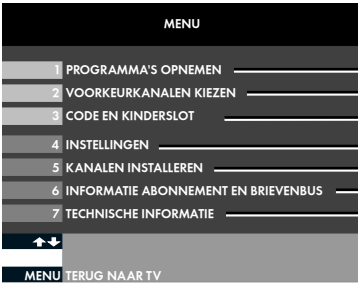 MENU
1 PROGRAMMA'S OPNEMEN
2 VOORKEURKANALEN KIEZEN
3 CODE EN KINDERSLOT
4 INSTELLINGEN
5 KANALEN INSTALLEREN
6 INFORMATIE ABONNEMENT EN BRIEVENBUS
7 TECHNISCHE INFORMATIE
MENU TERUG NAAR TV